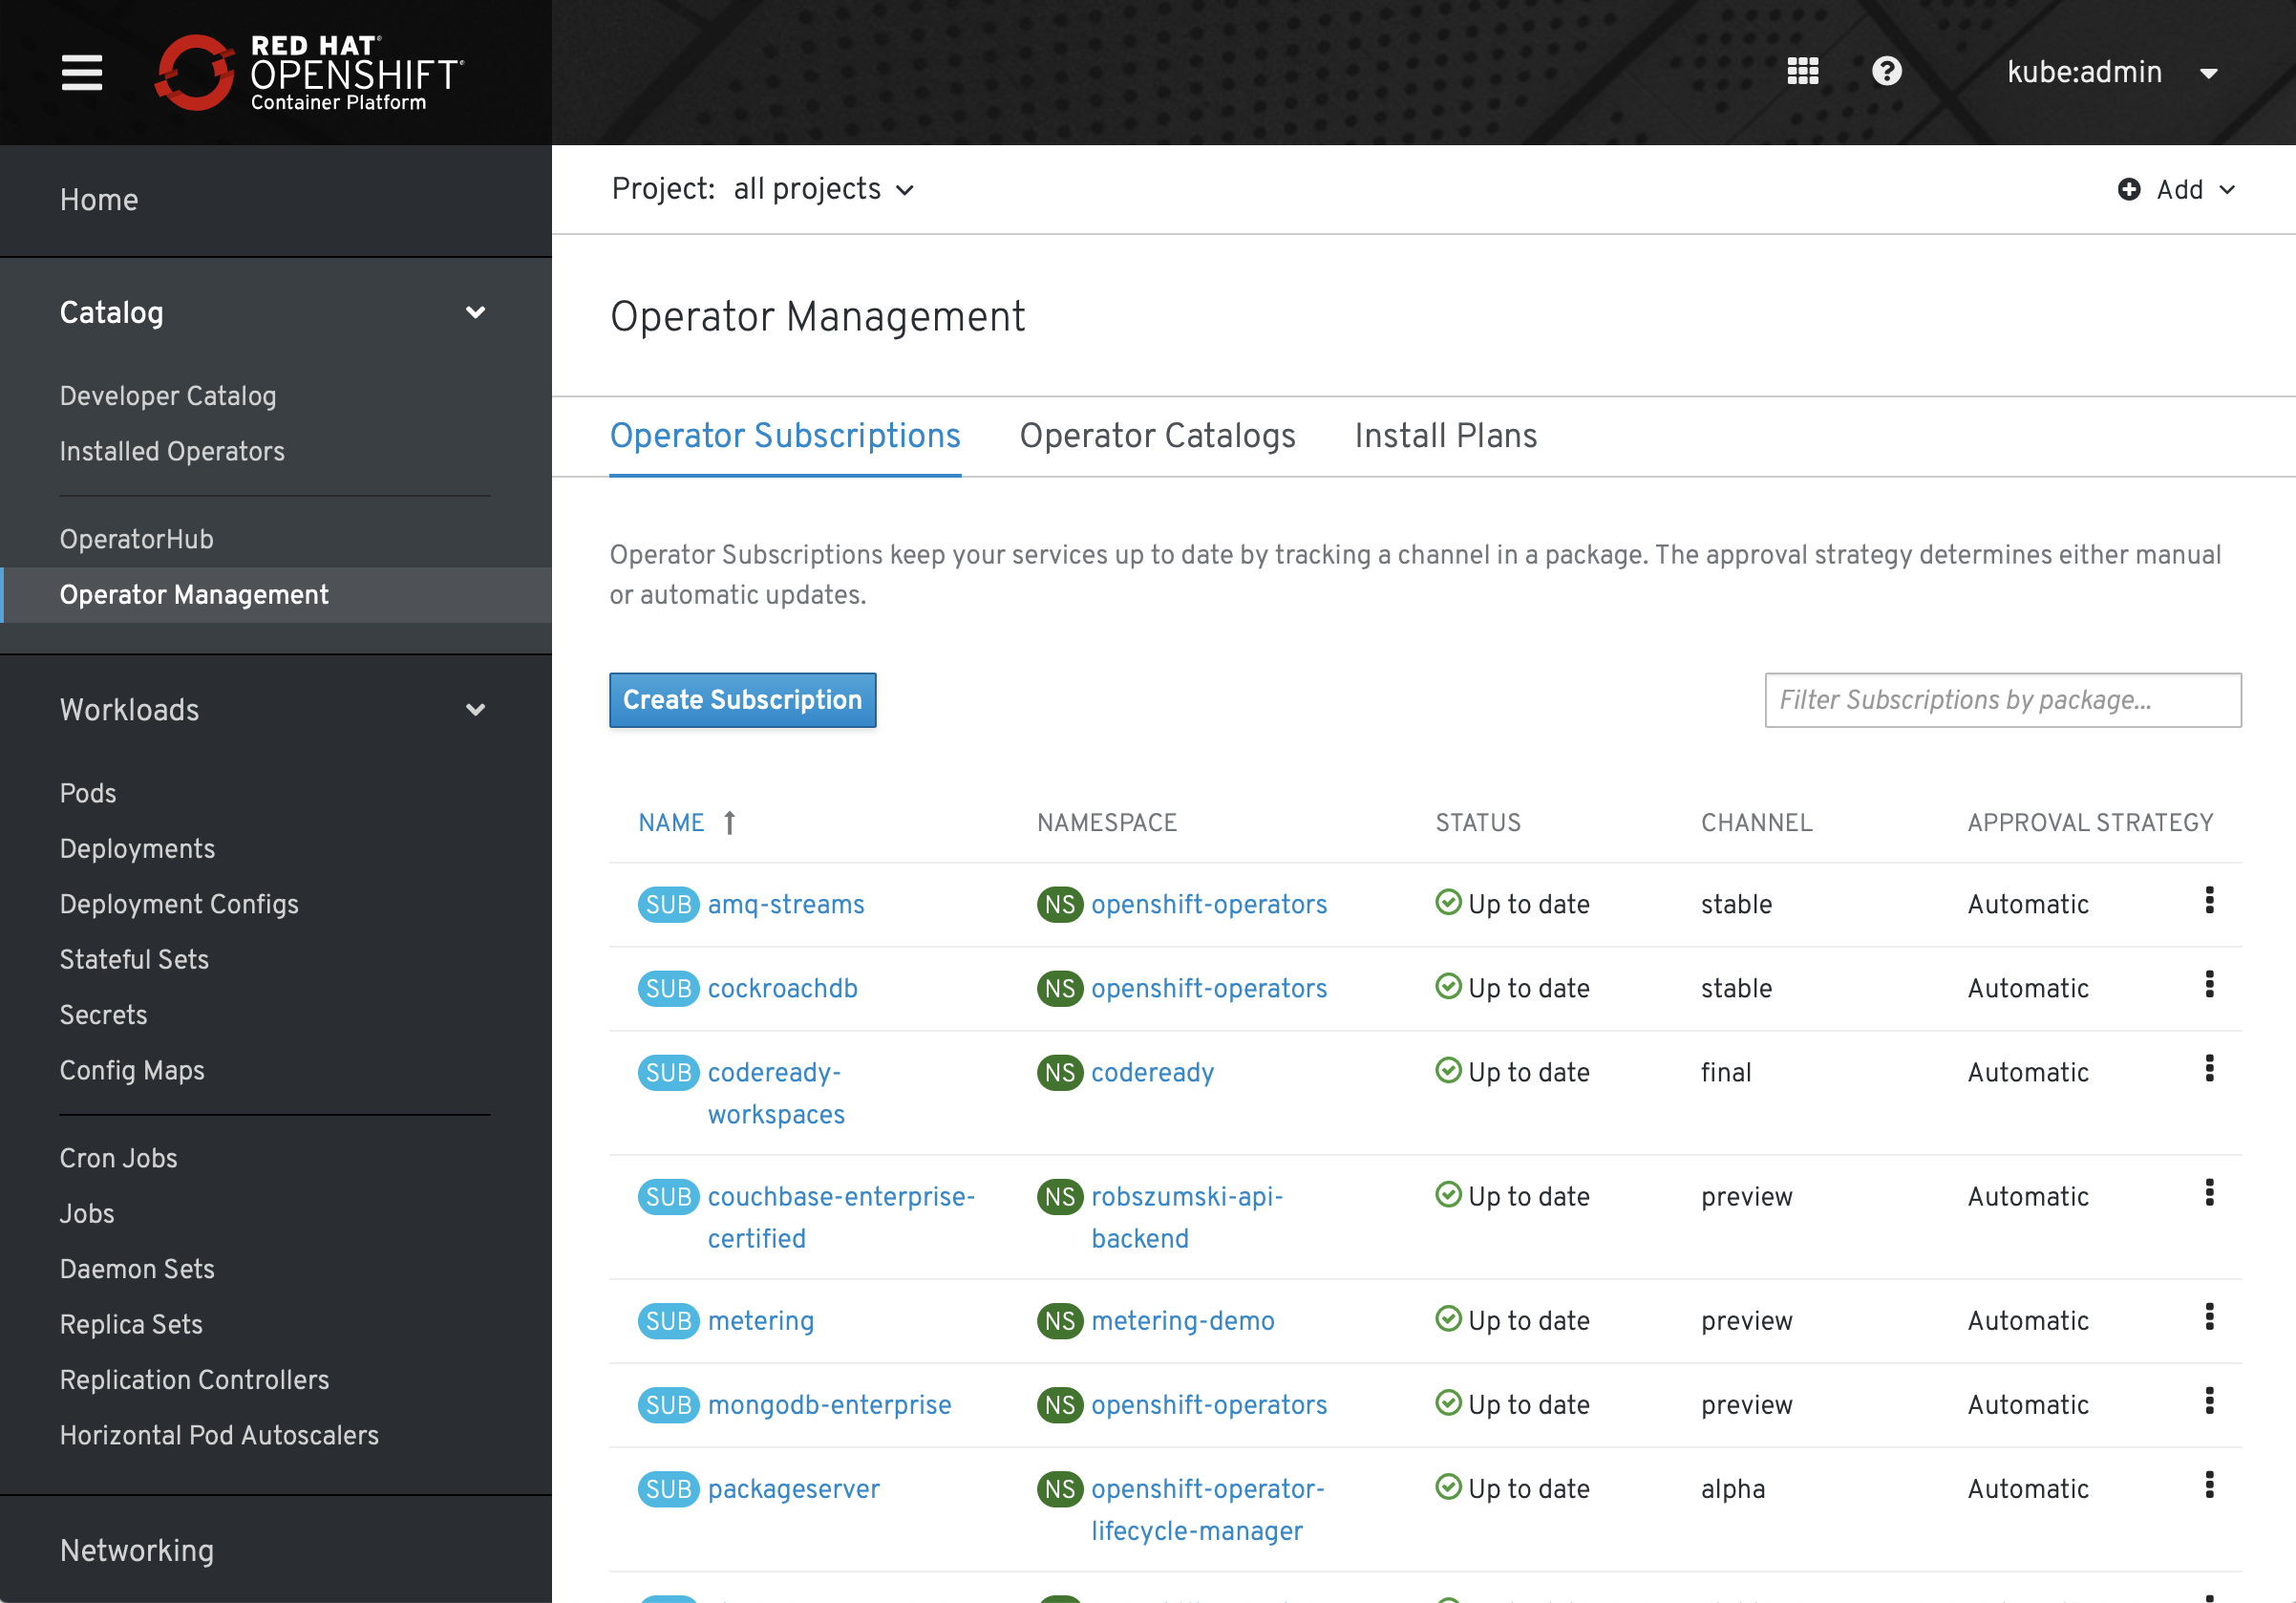 RED HAT®
OPENSHIFT®
Container Platform
kube:admin
Home
Catalog
Developer Catalog
Installed Operators
OperatorHub
Operator Management
Workloads
Pods
Deployments
Deployment Configs
Stateful Sets
Secrets
Config Maps
Cron Jobs
Jobs
Daemon Sets
Replica Sets
Replication Controllers
Horizontal Pod Autoscalers
Networking
Project: all projects
Add
Operator Management
Operator Subscriptions Operator Catalogs Install Plans
Operator Subscriptions keep your services up to date by tracking a channel in a package. The approval strategy determines either manual
or automatic updates.
Create Subscription
Filter Subscriptions by package...
NAME NAMESPACE STATUS CHANNEL APPROVAL STRATEGY
SUB amq-streams NS openshift-operators Up to date stable Automatic
SUB cockroachdb NS openshift-operators Up to date stable Automatic
SUB codeready- NS codeready Up to date final Automatic
workspaces
SUB couchbase-enterprise- NS robszumski-api- Up to date preview Automatic
certified backend
SUB metering NS metering-demo Up to date preview Automatic
SUB mongodb-enterprise NS openshift-operators Up to date preview Automatic
SUB packageserver NS openshift-operator- Up to date alpha Automatic
lifecycle-manager